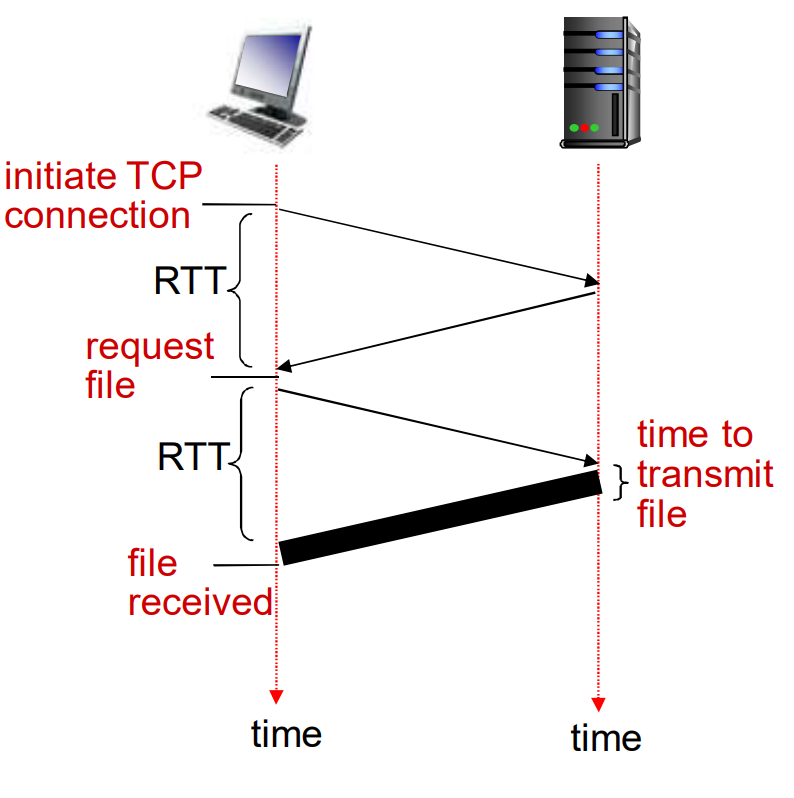 initiate TCP
connection
RTT
request
file
RTT
time to
transmit
file
file
received
time
time